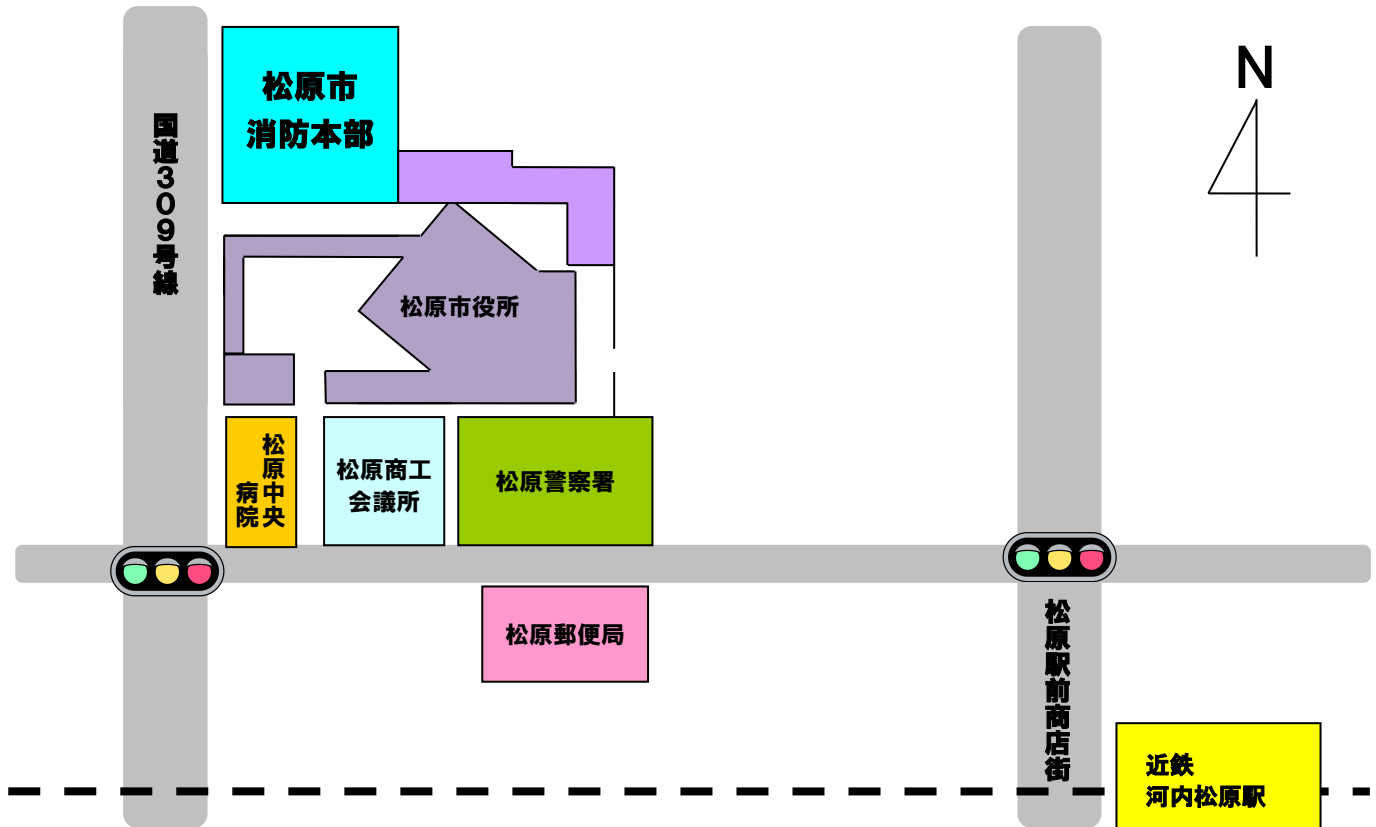 N
松原市
消防本部
国道３０９号線
松原市役所
松原中央
病院
松原商工
会議所
松原警察署
松原郵便局
松原駅前商店街
近鉄
河内松原駅